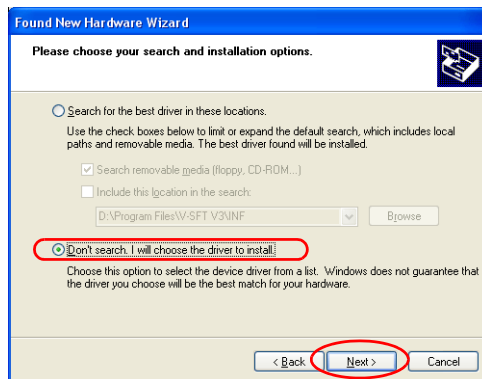 Found New Hardware Wizard
Please choose your search and installation options.
Search for the best driver in these locations.
Use the check boxes below to limit or expand the default search, which includes local
paths and removable media. The best driver found will be installed.
Search removable media (floppy, CD-ROM...)
Include this location in the search:
D:\Program Files\V-SFT V3\INF
Browse
Don't search. I will choose the driver to install.
Choose this option to select the device driver from a list. Windows does not guarantee that
the driver you choose will be the best match for your hardware.
< Back
Next >
Cancel